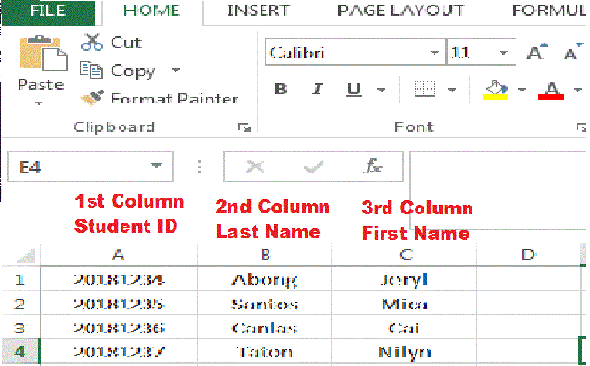 FILE HOME INSERT PAGE LAYOUT FORMUL
Cut
Calibri 11 A A
Copy
Paste
B I U A
Format Painter
Clipboard Font
E4 fx
1st Column 2nd Column 3rd Column
Student ID Last Name First Name
A B C D
1 20181234 Abong Jeryl
2 20181235 Santos Mica
3 20181236 Canlas Cai
4 20181237 Taton Nilyn